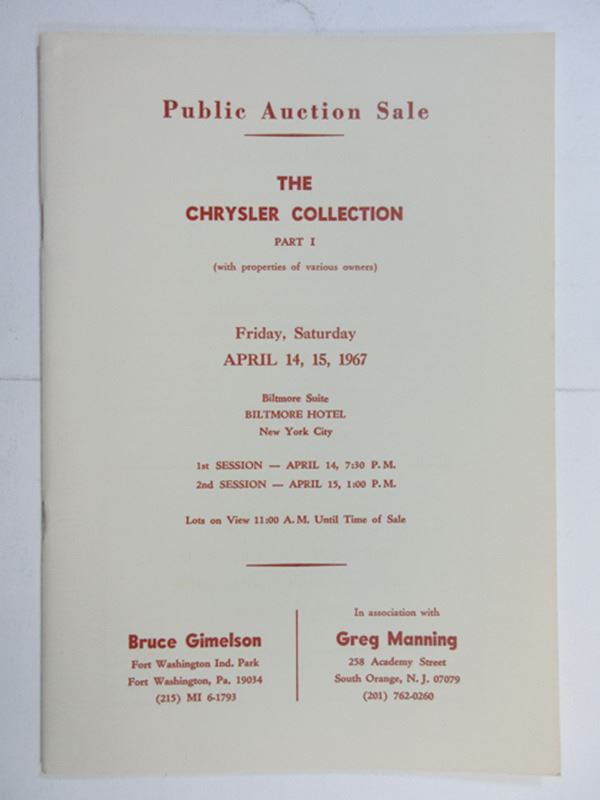 Public Auction Sale
THE
CHRYSLER COLLECTION
PART I
(with properties of various owners)
Friday, Saturday
APRIL 14, 15, 1967
Biltmore Suite
BILTMORE HOTEL
New York City
1st SESSION — APRIL 14, 7:30 P.M.
2nd SESSION — APRIL 15, 1:00 P.M.
Lots on View 11:00 A.M. Until Time of Sale
Bruce Gimelson
Fort Washington Ind. Park
Fort Washington, Pa. 19034
(215) MI 6-1793
In association with
Greg Manning
258 Academy Street
South Orange, N.J. 07079
(201) 762-0260